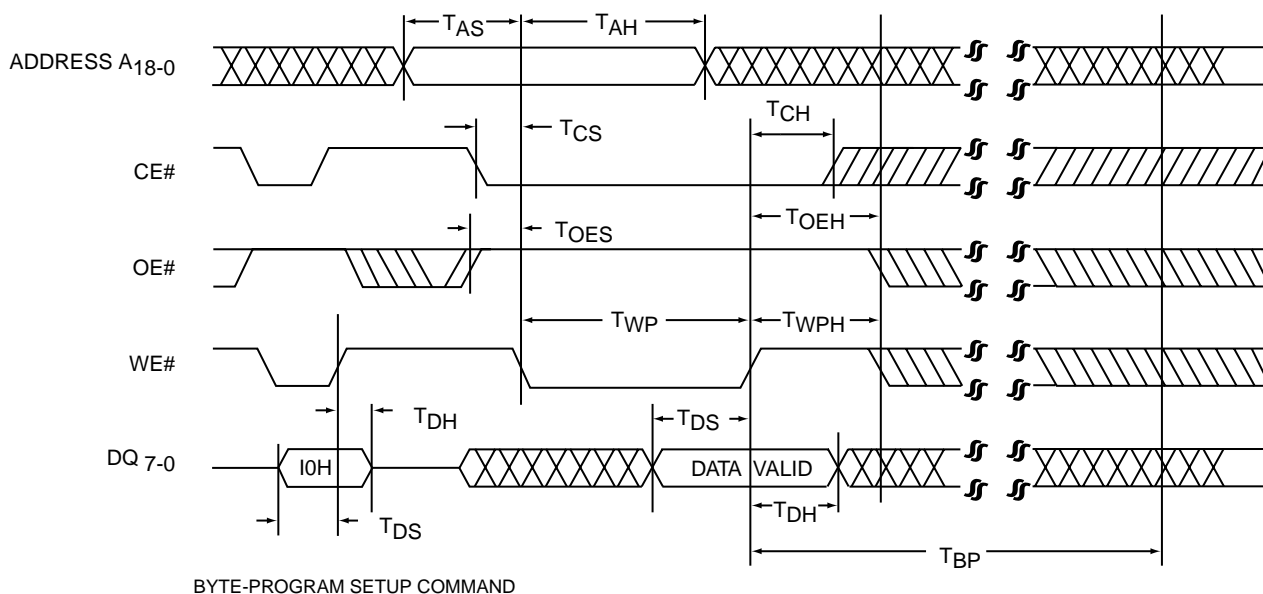 TAS TAH
ADDRESS A18-0
TCH
TCS
CE#
TOEH
TOES
OE#
TWP TWPH
WE#
TDH TDS
DQ 7-0 I0H DATA VALID
TDH
TDS
TBP
BYTE-PROGRAM SETUP COMMAND